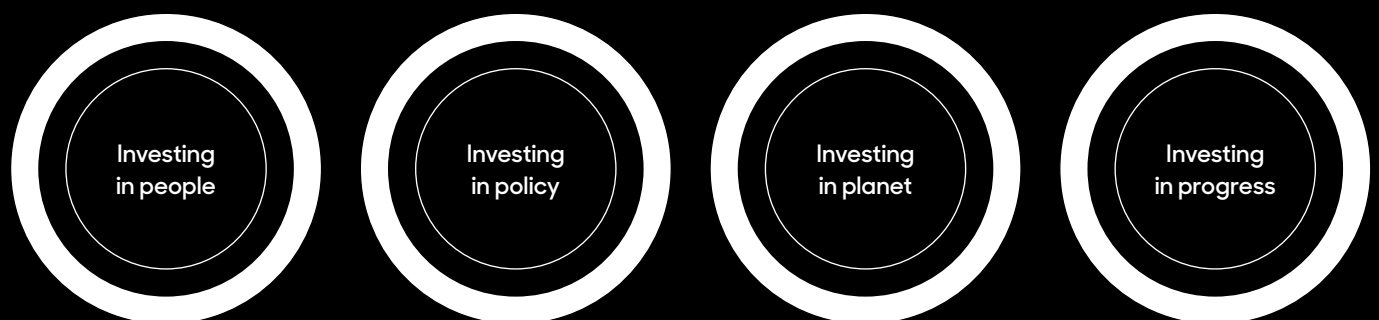 Investing
in people
Investing
in policy
Investing
in planet
Investing
in progress